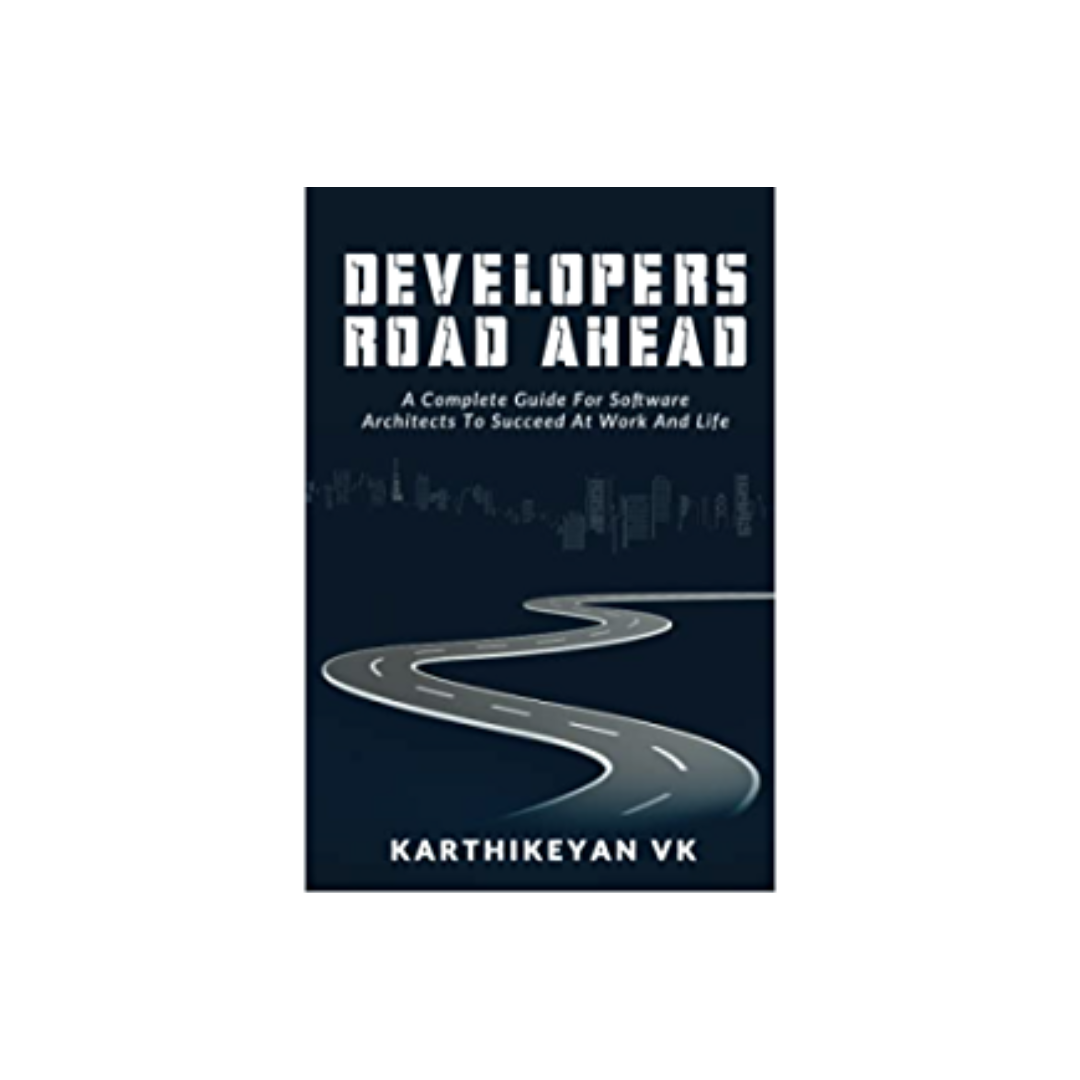 DEVELOPERS
ROAD AHEAD
A Complete Guide For Software
Architects To Succeed At Work And Life
KARTHIKEYAN VK